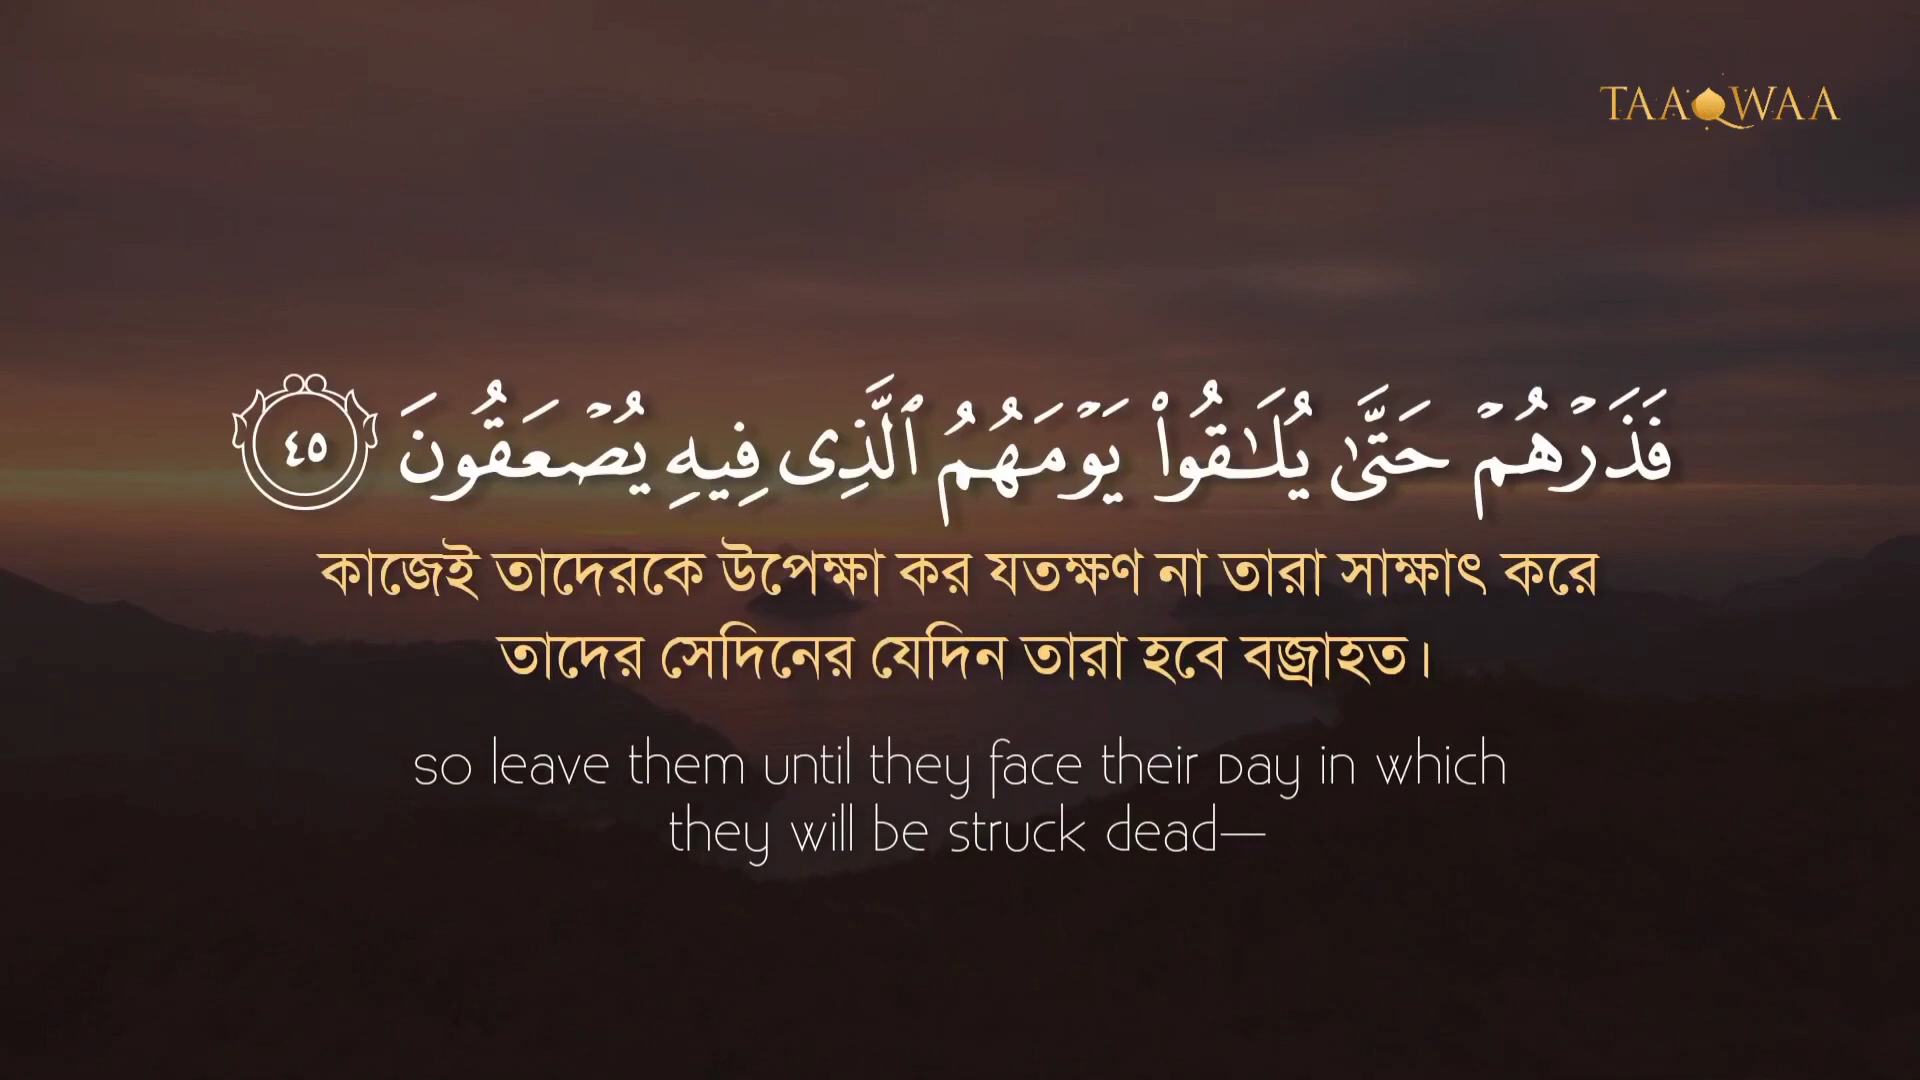 TAAQWAA
فَذَرْهُمْ حَتَّىٰ يُلَـٰقُوا۟ يَوْمَهُمُ ٱلَّذِى فِيهِ يُصْعَقُونَ ٤٥
কাজেই তাদেরকে উপেক্ষা কর যতক্ষণ না তারা সাক্ষাৎ করে
তাদের সেদিনের যেদিন তারা হবে বজ্রাহত।
so leave them until they face their Day in which
they will be struck dead—